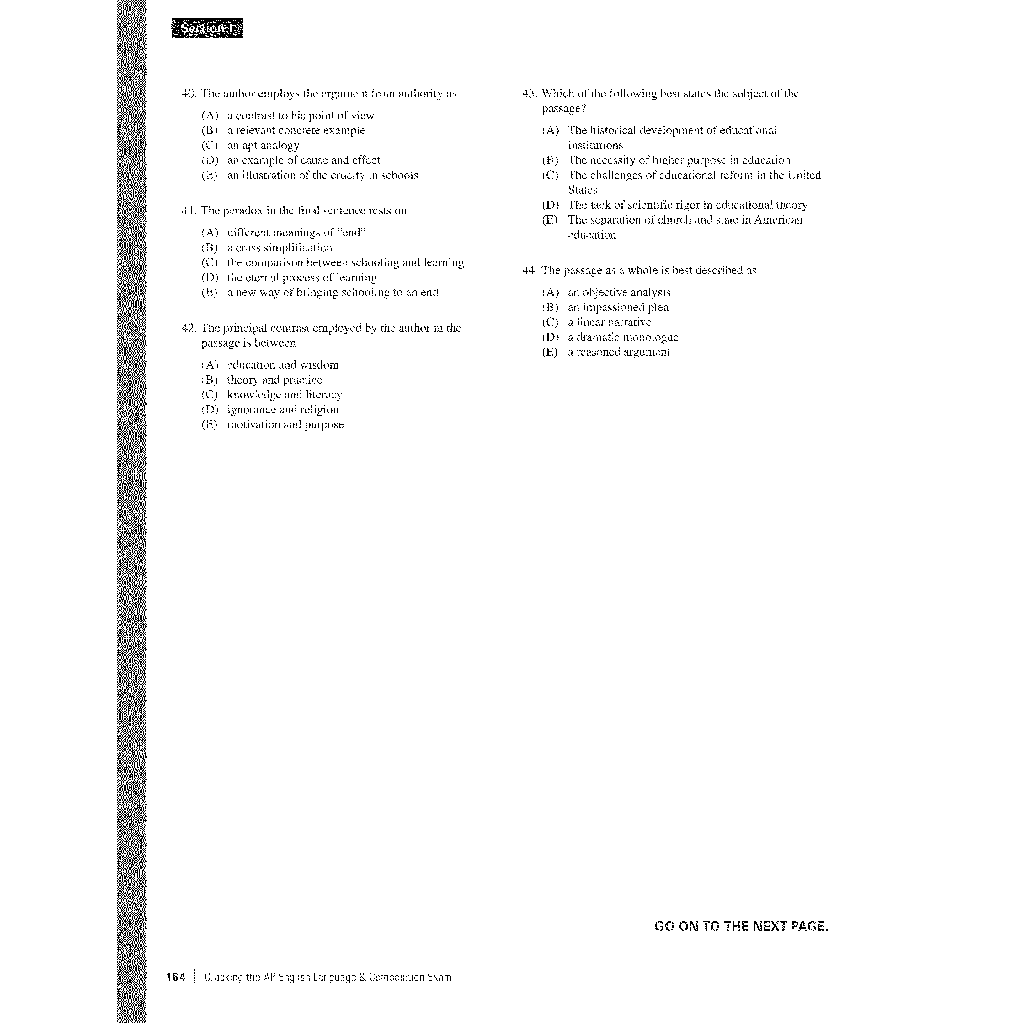 Section I
40. The author employs the argument from authority as
(A) a contrast to his point of view
(B) a relevant concrete example
(C) an apt analogy
(D) an example of cause and effect
(E) an illustration of the cruelty in schools
41. The paradox in the final sentence rests on
(A) different meanings of "end"
(B) a crass simplification
(C) the comparison between schooling and learning
(D) the eternal process of learning
(E) a new way of bringing schooling to an end
42. The principal contrast employed by the author in the
passage is between
(A) education and wisdom
(B) theory and practice
(C) knowledge and literacy
(D) ignorance and religion
(E) motivation and purpose
43. Which of the following best states the subject of the
passage?
(A) The historical development of educational
institutions
(B) The necessity of higher purpose in education
(C) The challenges of educational reform in the United
States
(D) The lack of scientific rigor in educational theory
(E) The separation of church and state in American
education
44. The passage as a whole is best described as
(A) an objective analysis
(B) an impassioned plea
(C) a linear narrative
(D) a dramatic monologue
(E) a reasoned argument
GO ON TO THE NEXT PAGE.
164 | Cracking the AP English Language & Composition Exam